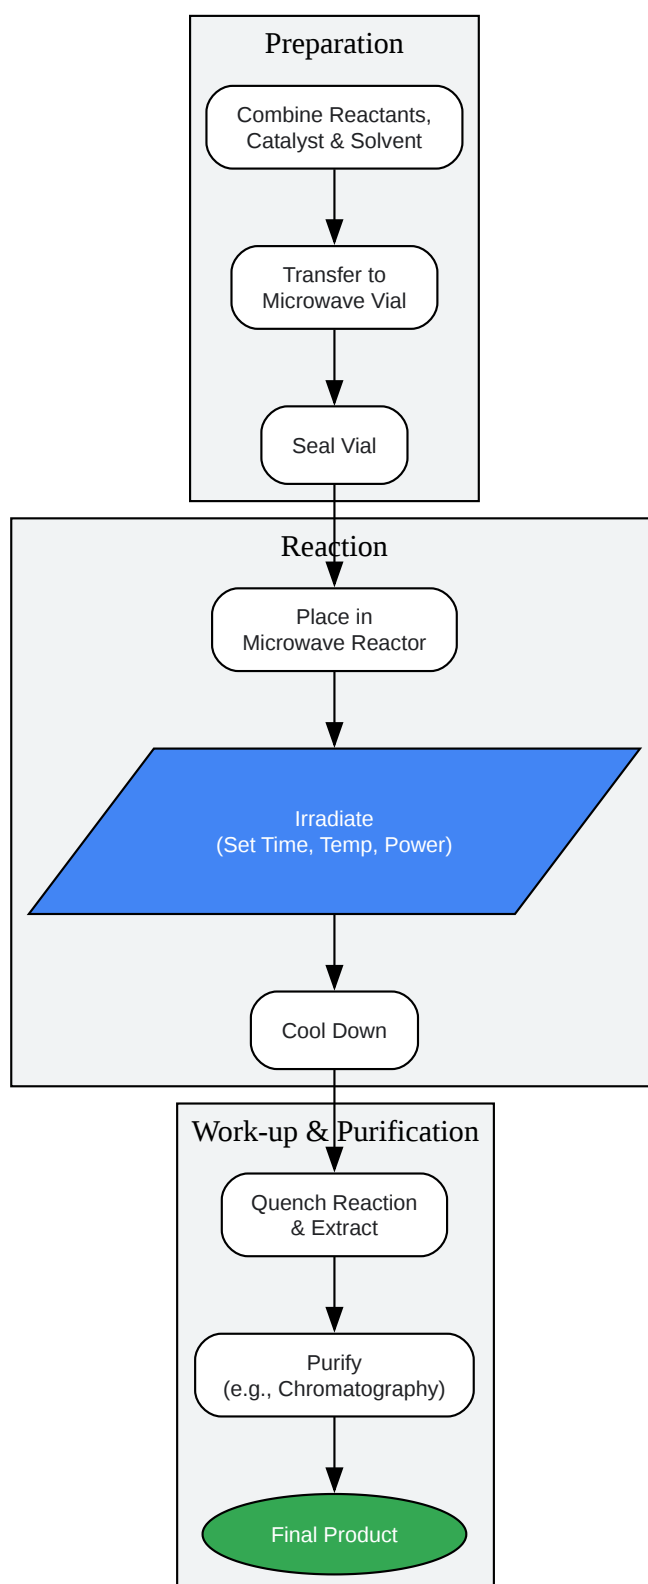 Preparation
Combine Reactants,
Catalyst & Solvent
Transfer to
Microwave Vial
Seal Vial
Reaction
Place in
Microwave Reactor
Irradiate
(Set Time, Temp, Power)
Cool Down
Work-up & Purification
Quench Reaction
& Extract
Purify
(e.g., Chromatography)
Final Product